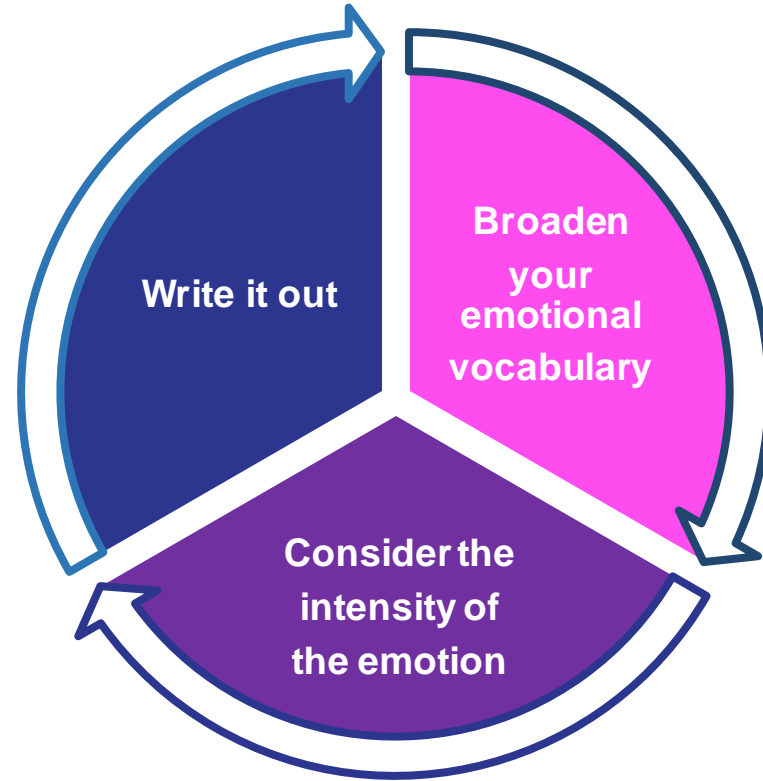 Broaden
your
emotional
vocabulary
Consider the
intensity of
the emotion
Write it out